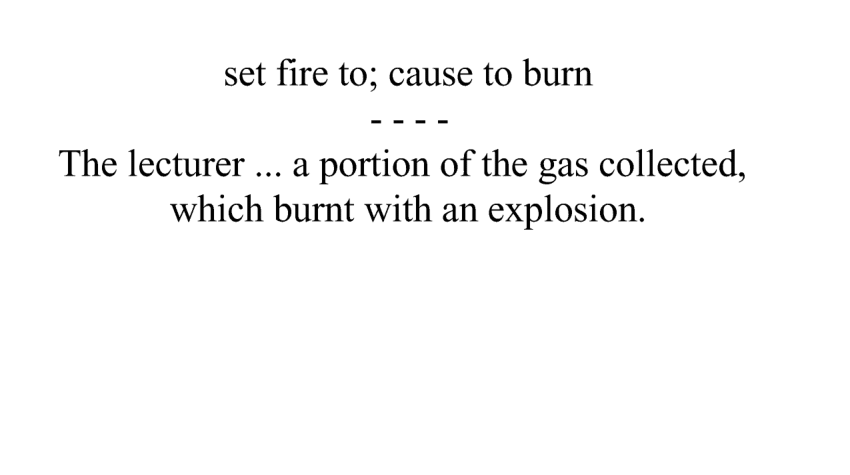 set fire to; cause to burn
- - - -
The lecturer ... a portion of the gas collected,
which burnt with an explosion.